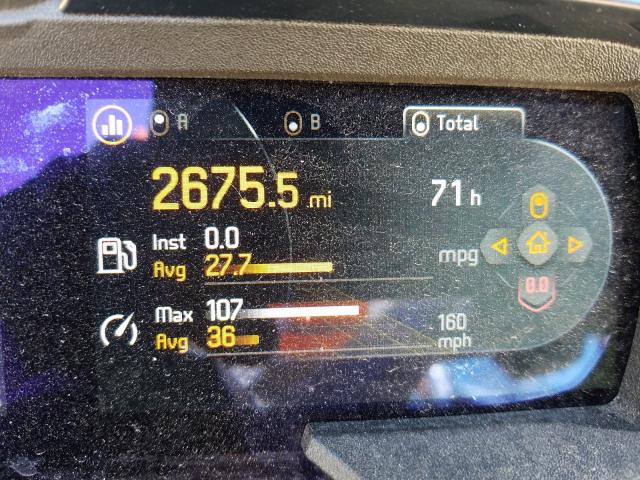 A B Total
2675.5 mi 71 h
Inst 0.0
Avg 27.7 mpg
0.0
Max 107
Avg 36 160 mph